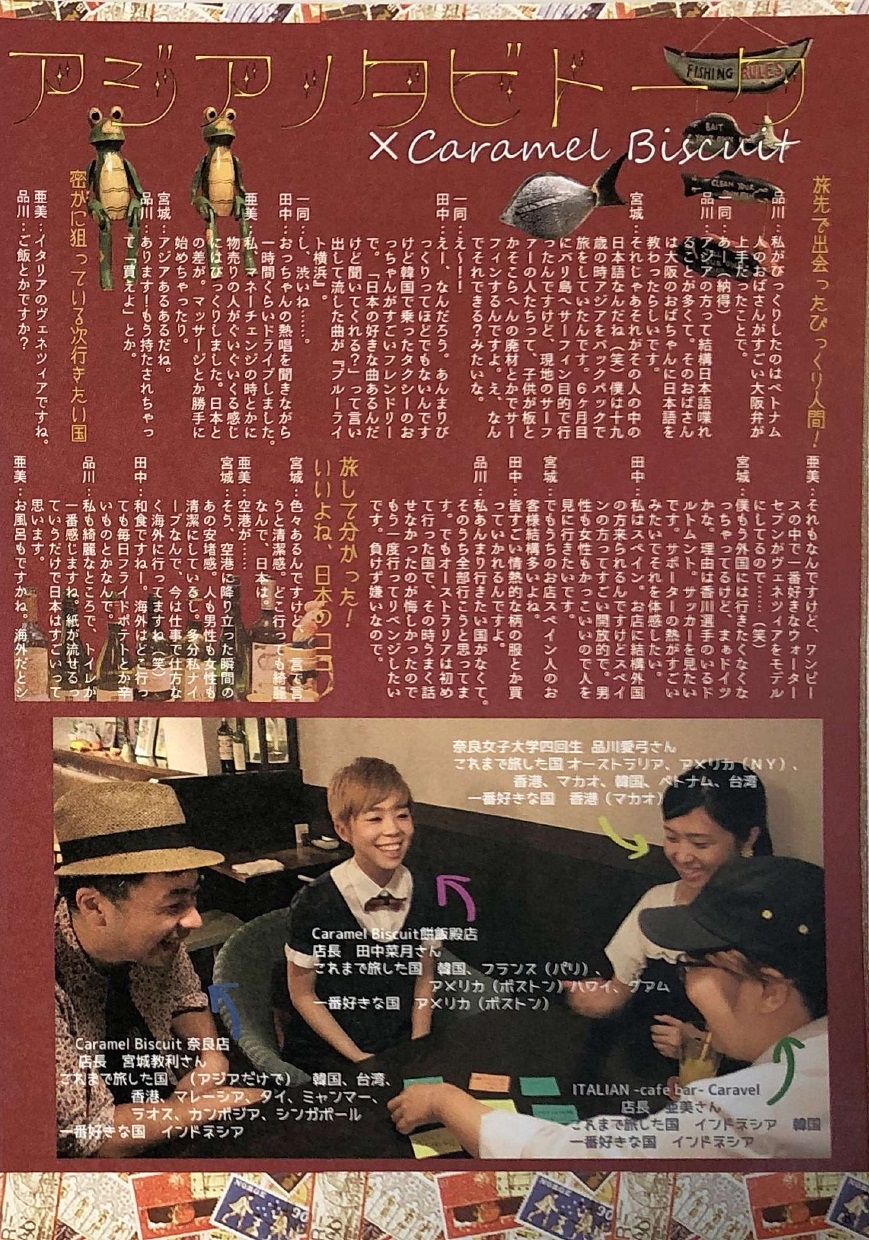 アジアノタビトーク
×Caramel Biscuit
FISHING RULES
BAIT
CLEAN YOUR
旅先で出会ったびっくり人間！
品川：私がびっくりしたのはベトナム
人のおばさんがすごい大阪弁が
上手だったことで。
一同：あー（納得）
品川：アジアの方って結構日本語喋れ
ることが多くて。そのおばさん
は大阪のおばちゃんに日本語を
教わったらしいです。
宮城：それじゃあそれがその人の中の
日本語なんだね（笑）僕は十九
歳の時アジアをバックパックで
旅をしていたんです。６ヶ月目
にバリ島へサーフィン目的で行
ったんですけど、現地のサーフ
ァーの人たちって、子供が板と
かそこらへんの廃材とかでサー
フィンするんですよ。え、なん
でそれできる？みたいな。
一同：え〜！！
田中：えー、なんだろう。あんまりび
っくりってほどでもないんです
けど韓国で乗ったタクシーのお
っちゃんがすごいフレンドリー
で。「日本の好きな曲あるんだ
けど聞いてくれる？」って言い
出して流した曲が『ブルーライ
ト横浜』。
一同：し、渋いね……。
田中：おっちゃんの熱唱を聞きながら
一時間くらいドライブしました。
亜美：私、マネーチェンジの時とかに
物売りの人がぐいぐいくる感じ
にはびっくりしました。日本と
の差が。マッサージとか勝手に
始めちゃったり。
宮城：アジアあるあるだね。
品川：あります！もう持たされちゃっ
て「買えよ」とか。
密かに狙っている次行きたい国
亜美：イタリアのヴェネツィアですね。
品川：ご飯とかですか？
亜美：それもなんですけど、ワンピー
スの中で一番好きなウォーター
セブンがヴェネツィアをモデル
にしてるので……（笑）
宮城：僕もう外国には行きたくなくな
っちゃってるけど、まぁドイツ
かな、理由は香川選手のいるド
ルトムント。サッカーを見たい
です。サポーターの熱がすごい
みたいでそれを体感したい。
田中：私はスペイン。お店に結構外国
の方来られるんですけどスペイ
ンの方ってすごい開放的で。男
性も女性もかっこいいので人を
見に行きたいです。
宮城：でもうちのお店スペイン人のお
客様結構多いよね。
田中：皆すごい情熱的な柄の服とか買
っていかれるんですよ。
品川：私あんまり行きたい国がなくて。
そのうち全部行こうと思ってま
す。でもオーストラリアは初め
て行った国で、その時うまく話
せなかったのが悔しかったので
もう一度行ってリベンジしたい
です。負けず嫌いなので。
旅して分かった！
いいよね、日本のココ
宮城：色々あるんですけど一言で言
うと清潔感。どこ行っても綺麗
なんで、日本は。
亜美：空港が……
宮城：そう、空港に降り立った瞬間の
あの安堵感。人も男性も女性も
清潔にしているし。多分私ナイ
ーブなんで、今は仕事で仕方な
く海外に行ってますね（笑）
田中：和食ですねー。海外はどこ行っ
ても毎日フライドポテトとか辛
いものとかなんで。
品川：私も綺麗なところで、トイレが
一番感じますね。紙が流せるっ
ていうだけで日本はすごいって
思います。
亜美：お風呂もですかね。海外だとシ
奈良女子大学四回生　品川愛弓さん
これまで旅した国 オーストラリア、アメリカ（ＮＹ）、
香港、マカオ、韓国、ベトナム、台湾
一番好きな国　香港（マカオ）
Caramel Biscuit餅飯殿店
店長　田中菜月さん
これまで旅した国　韓国、フランス（パリ）、
アメリカ（ボストン）ハワイ、グアム
一番好きな国　アメリカ（ボストン）
Caramel Biscuit 奈良店
店長　宮城教利さん
これまで旅した国　（アジアだけで）　韓国、台湾、
香港、マレーシア、タイ、ミャンマー、
ラオス、カンボジア、シンガポール
一番好きな国　インドネシア
ITALIAN -cafe bar- Caravel
店長　亜美さん
これまで旅した国　インドネシア　韓国
一番好きな国　インドネシア